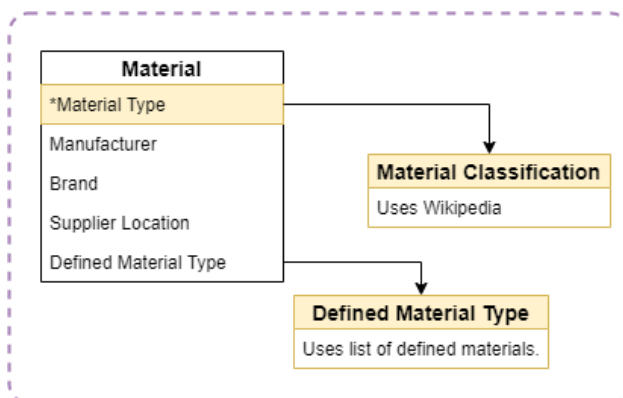 Material
*Material Type
Manufacturer
Brand
Supplier Location
Defined Material Type
Material Classification
Uses Wikipedia
Defined Material Type
Uses list of defined materials.